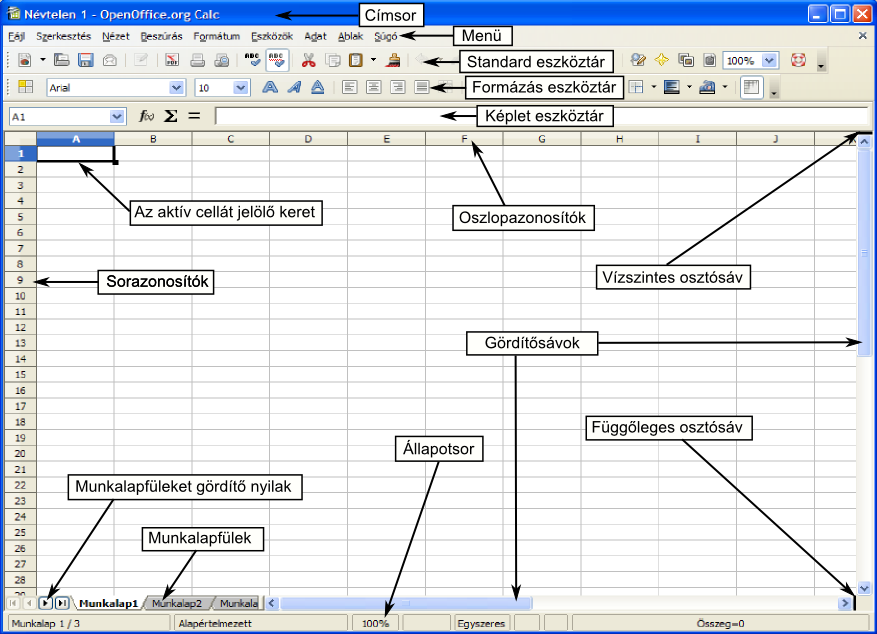 Névtelen 1 - OpenOffice.org Calc
Címsor
Fájl Szerkesztés Nézet Beszúrás Formátum Eszközök Adat Ablak Súgó
Menü
Standard eszköztár
100%
Arial
10
Formázás eszköztár
A1
f(x) Σ =
Képlet eszköztár
A B C D E F G H I J
1
2
3
4
5
6
7
8
9
10
11
12
13
14
15
16
17
18
19
20
21
22
23
24
25
26
27
28
29
Az aktív cellát jelölő keret
Oszlopazonosítók
Vízszintes osztósáv
Sorazonosítók
Gördítősávok
Függőleges osztósáv
Állapotsor
Munkalapfüleket gördítő nyilak
Munkalapfülek
Munkalap1 Munkalap2 Munkala
Munkalap 1 / 3 Alapértelmezett 100% Egyszeres Összeg=0